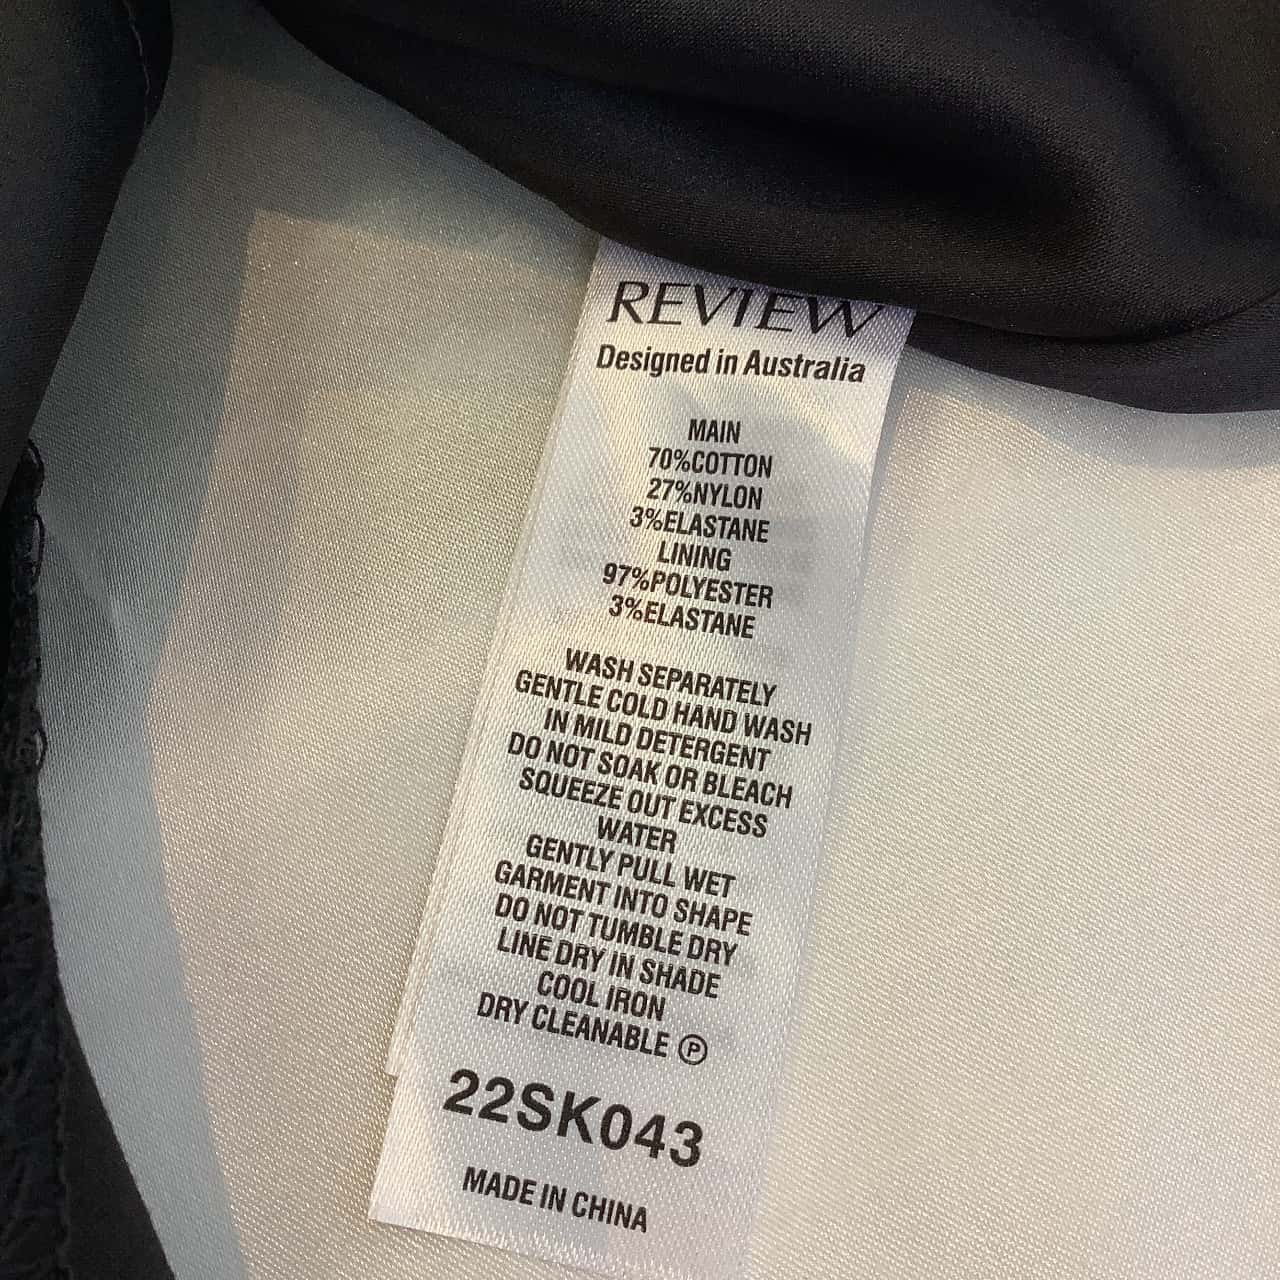 REVIEW
Designed in Australia
MAIN
70%COTTON
27%NYLON
3%ELASTANE
LINING
97%POLYESTER
3%ELASTANE
WASH SEPARATELY
GENTLE COLD HAND WASH
IN MILD DETERGENT
DO NOT SOAK OR BLEACH
SQUEEZE OUT EXCESS
WATER
GENTLY PULL WET
GARMENT INTO SHAPE
DO NOT TUMBLE DRY
LINE DRY IN SHADE
COOL IRON
DRY CLEANABLE Ⓟ
22SK043
MADE IN CHINA